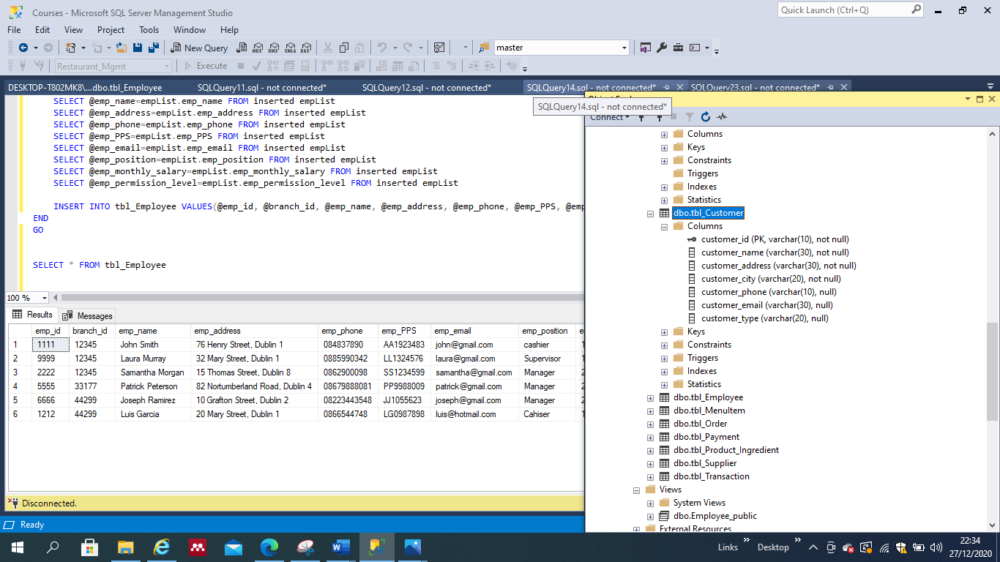 Courses - Microsoft SQL Server Management Studio
Quick Launch (Ctrl+Q)
File Edit View Project Tools Window Help
New Query MDX DMX XMLA DAX master
Restaurant_Mgmt Execute
DESKTOP-T802MK8\...dbo.tbl_Employee SQLQuery11.sql - not connected* SQLQuery12.sql - not connected* SQLQuery14.sql - not connected* SQLQuery23.sql - not connected*
SQLQuery14.sql - not connected*
SELECT @emp_name=empList.emp_name FROM inserted empList
SELECT @emp_address=empList.emp_address FROM inserted empList
SELECT @emp_phone=empList.emp_phone FROM inserted empList
SELECT @emp_PPS=empList.emp_PPS FROM inserted empList
SELECT @emp_email=empList.emp_email FROM inserted empList
SELECT @emp_position=empList.emp_position FROM inserted empList
SELECT @emp_monthly_salary=empList.emp_monthly_salary FROM inserted empList
SELECT @emp_permission_level=empList.emp_permission_level FROM inserted empList
INSERT INTO tbl_Employee VALUES(@emp_id, @branch_id, @emp_name, @emp_address, @emp_phone, @emp_PPS, @emp
END
GO
SELECT * FROM tbl_Employee
100 %
Results Messages
emp_id branch_id emp_name emp_address emp_phone emp_PPS emp_email emp_position e
1 1111 12345 John Smith 76 Henry Street, Dublin 1 084837890 AA1923483 john@gmail.com cashier 1
2 9999 12345 Laura Murray 32 Mary Street, Dublin 1 0885990342 LL1324576 laura@gmail.com Supervisor 1
3 2222 12345 Samantha Morgan 15 Thomas Street, Dublin 8 0862900098 SS1234599 samantha@gmail.com Manager 2
4 5555 33177 Patrick Peterson 82 Nortumberland Road, Dublin 4 08679888081 PP9988009 patrick@gmail.com Manager 2
5 6666 44299 Joseph Ramirez 10 Grafton Street, Dublin 2 08223443548 JJ1055623 joseph@gmail.com Manager 2
6 1212 44299 Luis Garcia 20 Mary Street, Dublin 1 0866544748 LG0987898 luis@hotmail.com Cahiser 1
Disconnected.
Ready
Connect
Columns
Keys
Constraints
Triggers
Indexes
Statistics
dbo.tbl_Customer
Columns
customer_id (PK, varchar(10), not null)
customer_name (varchar(30), not null)
customer_address (varchar(30), not null)
customer_city (varchar(20), not null)
customer_phone (varchar(10), null)
customer_email (varchar(30), null)
customer_type (varchar(20), null)
Keys
Constraints
Triggers
Indexes
Statistics
dbo.tbl_Employee
dbo.tbl_MenuItem
dbo.tbl_Order
dbo.tbl_Payment
dbo.tbl_Product_Ingredient
dbo.tbl_Supplier
dbo.tbl_Transaction
Views
System Views
dbo.Employee_public
External Resources
Links Desktop
22:34
27/12/2020